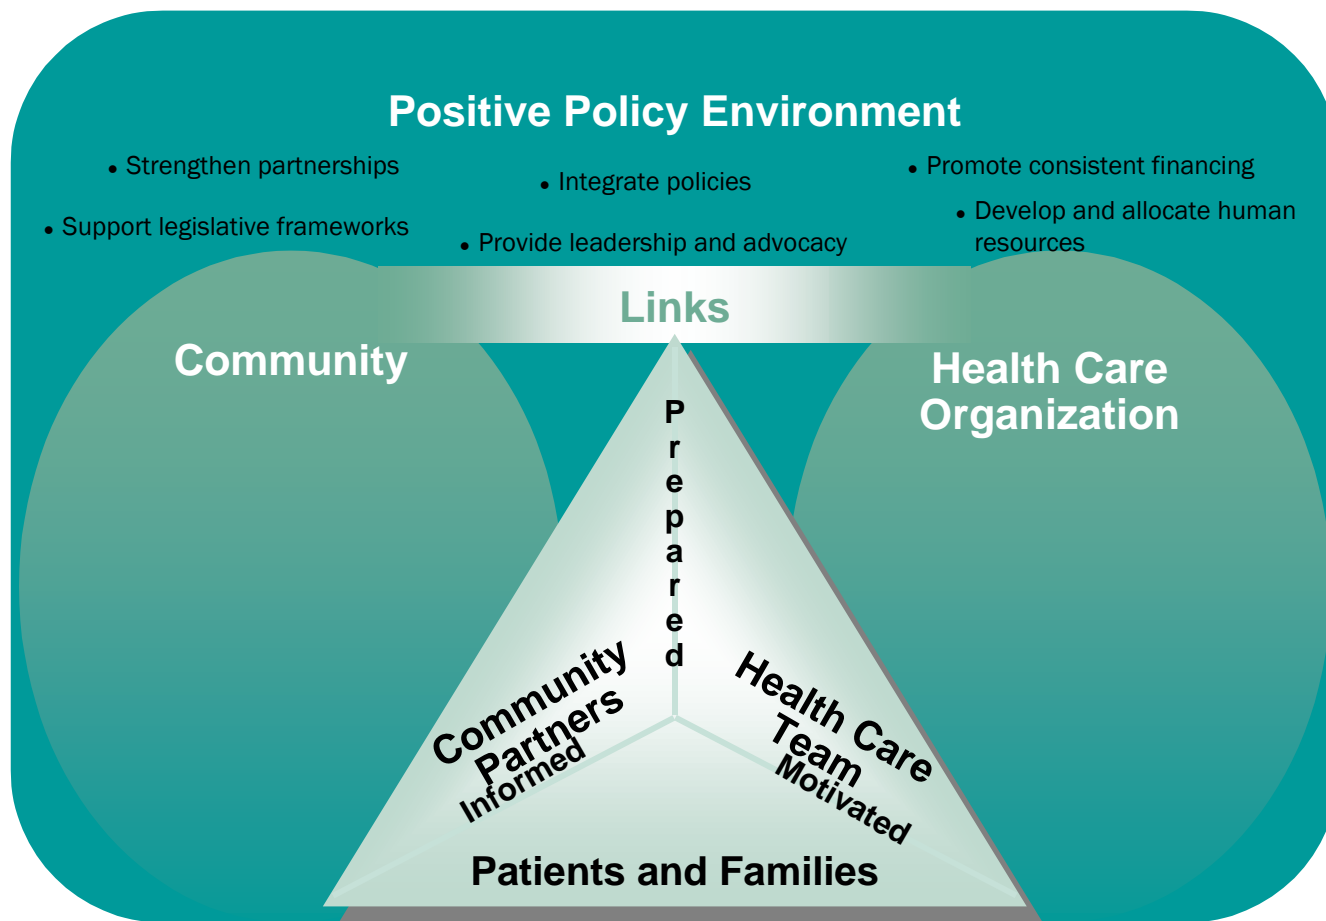 Positive Policy Environment
• Strengthen partnerships
• Support legislative frameworks
• Integrate policies
• Provide leadership and advocacy
• Promote consistent financing
• Develop and allocate human
resources
Links
Community
Health Care
Organization
Prepared
Community
Partners
Informed
Health Care
Team
Motivated
Patients and Families